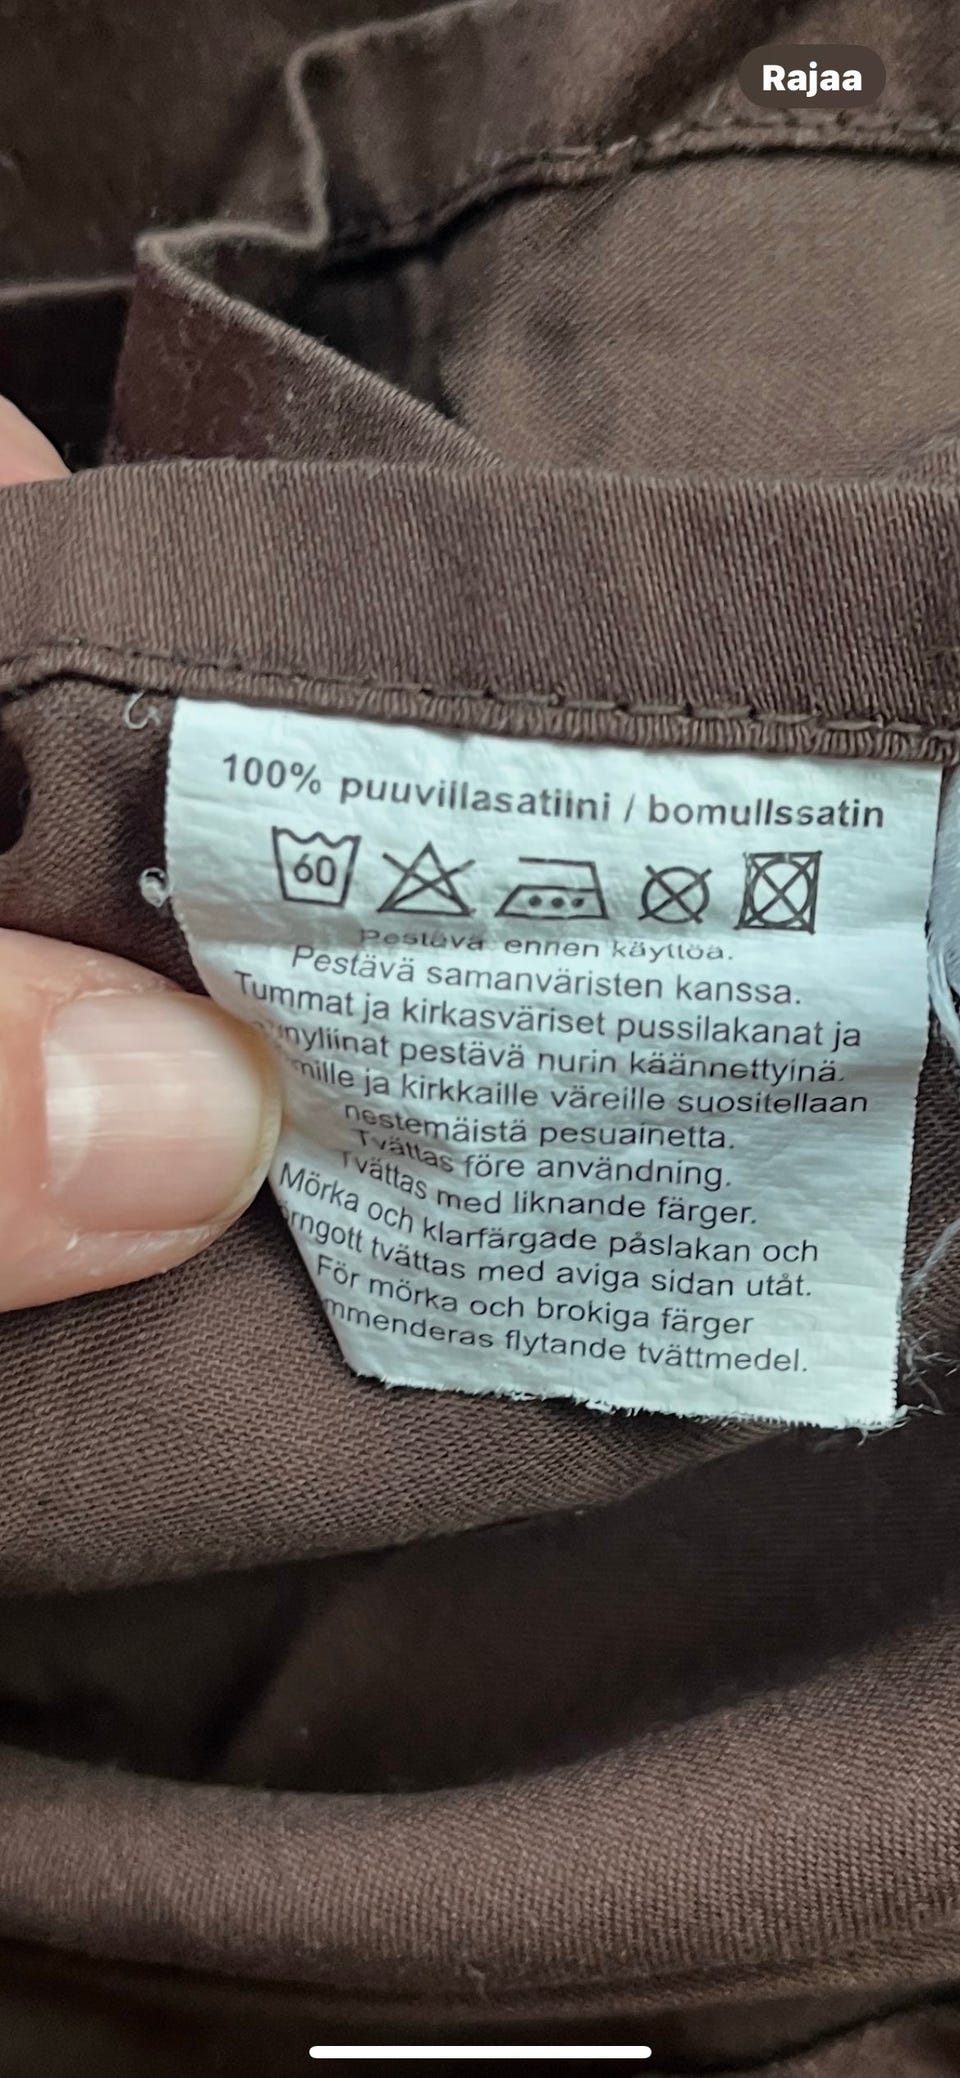 Rajaa
100% puuvillasatiini / bomullssatin
60
Pestävä ennen käyttöä.
Pestävä samanväristen kanssa.
Tummat ja kirkasväriset pussilakanat ja
pestävä nurin käännettyinä.
ja kirkkaille väreille suositellaan
nestemäistä pesuainetta.
Tvättas före användning.
Tvättas med liknande färger.
Mörka och klarfärgade påslakan och
tvättas med aviga sidan utåt.
För mörka och brokiga färger
flytande tvättmedel.